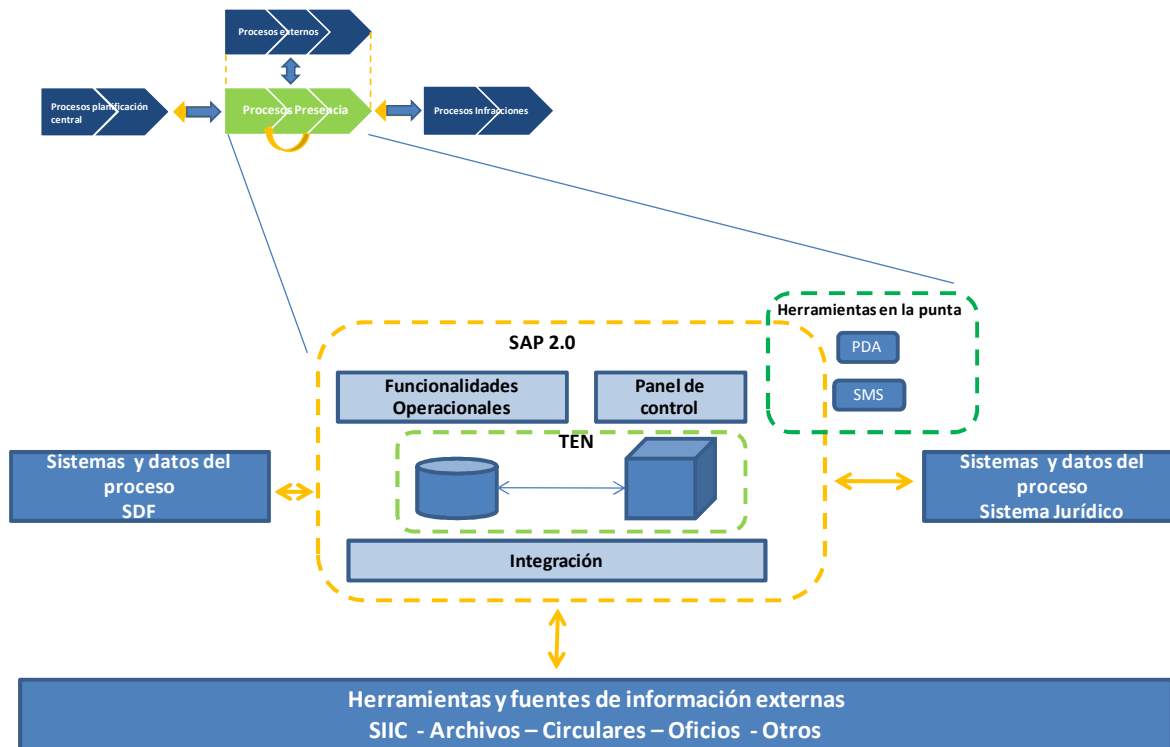 Procesos externos
Procesos planificación
central
Procesos Presencia
Procesos Infracciones
Herramientas en la punta
PDA
SMS
SAP 2.0
Funcionalidades
Operacionales
Panel de
control
TEN
Sistemas y datos del
proceso
SDF
Sistemas y datos del
proceso
Sistema Jurídico
Integración
Herramientas y fuentes de información externas
SIIC - Archivos – Circulares – Oficios - Otros